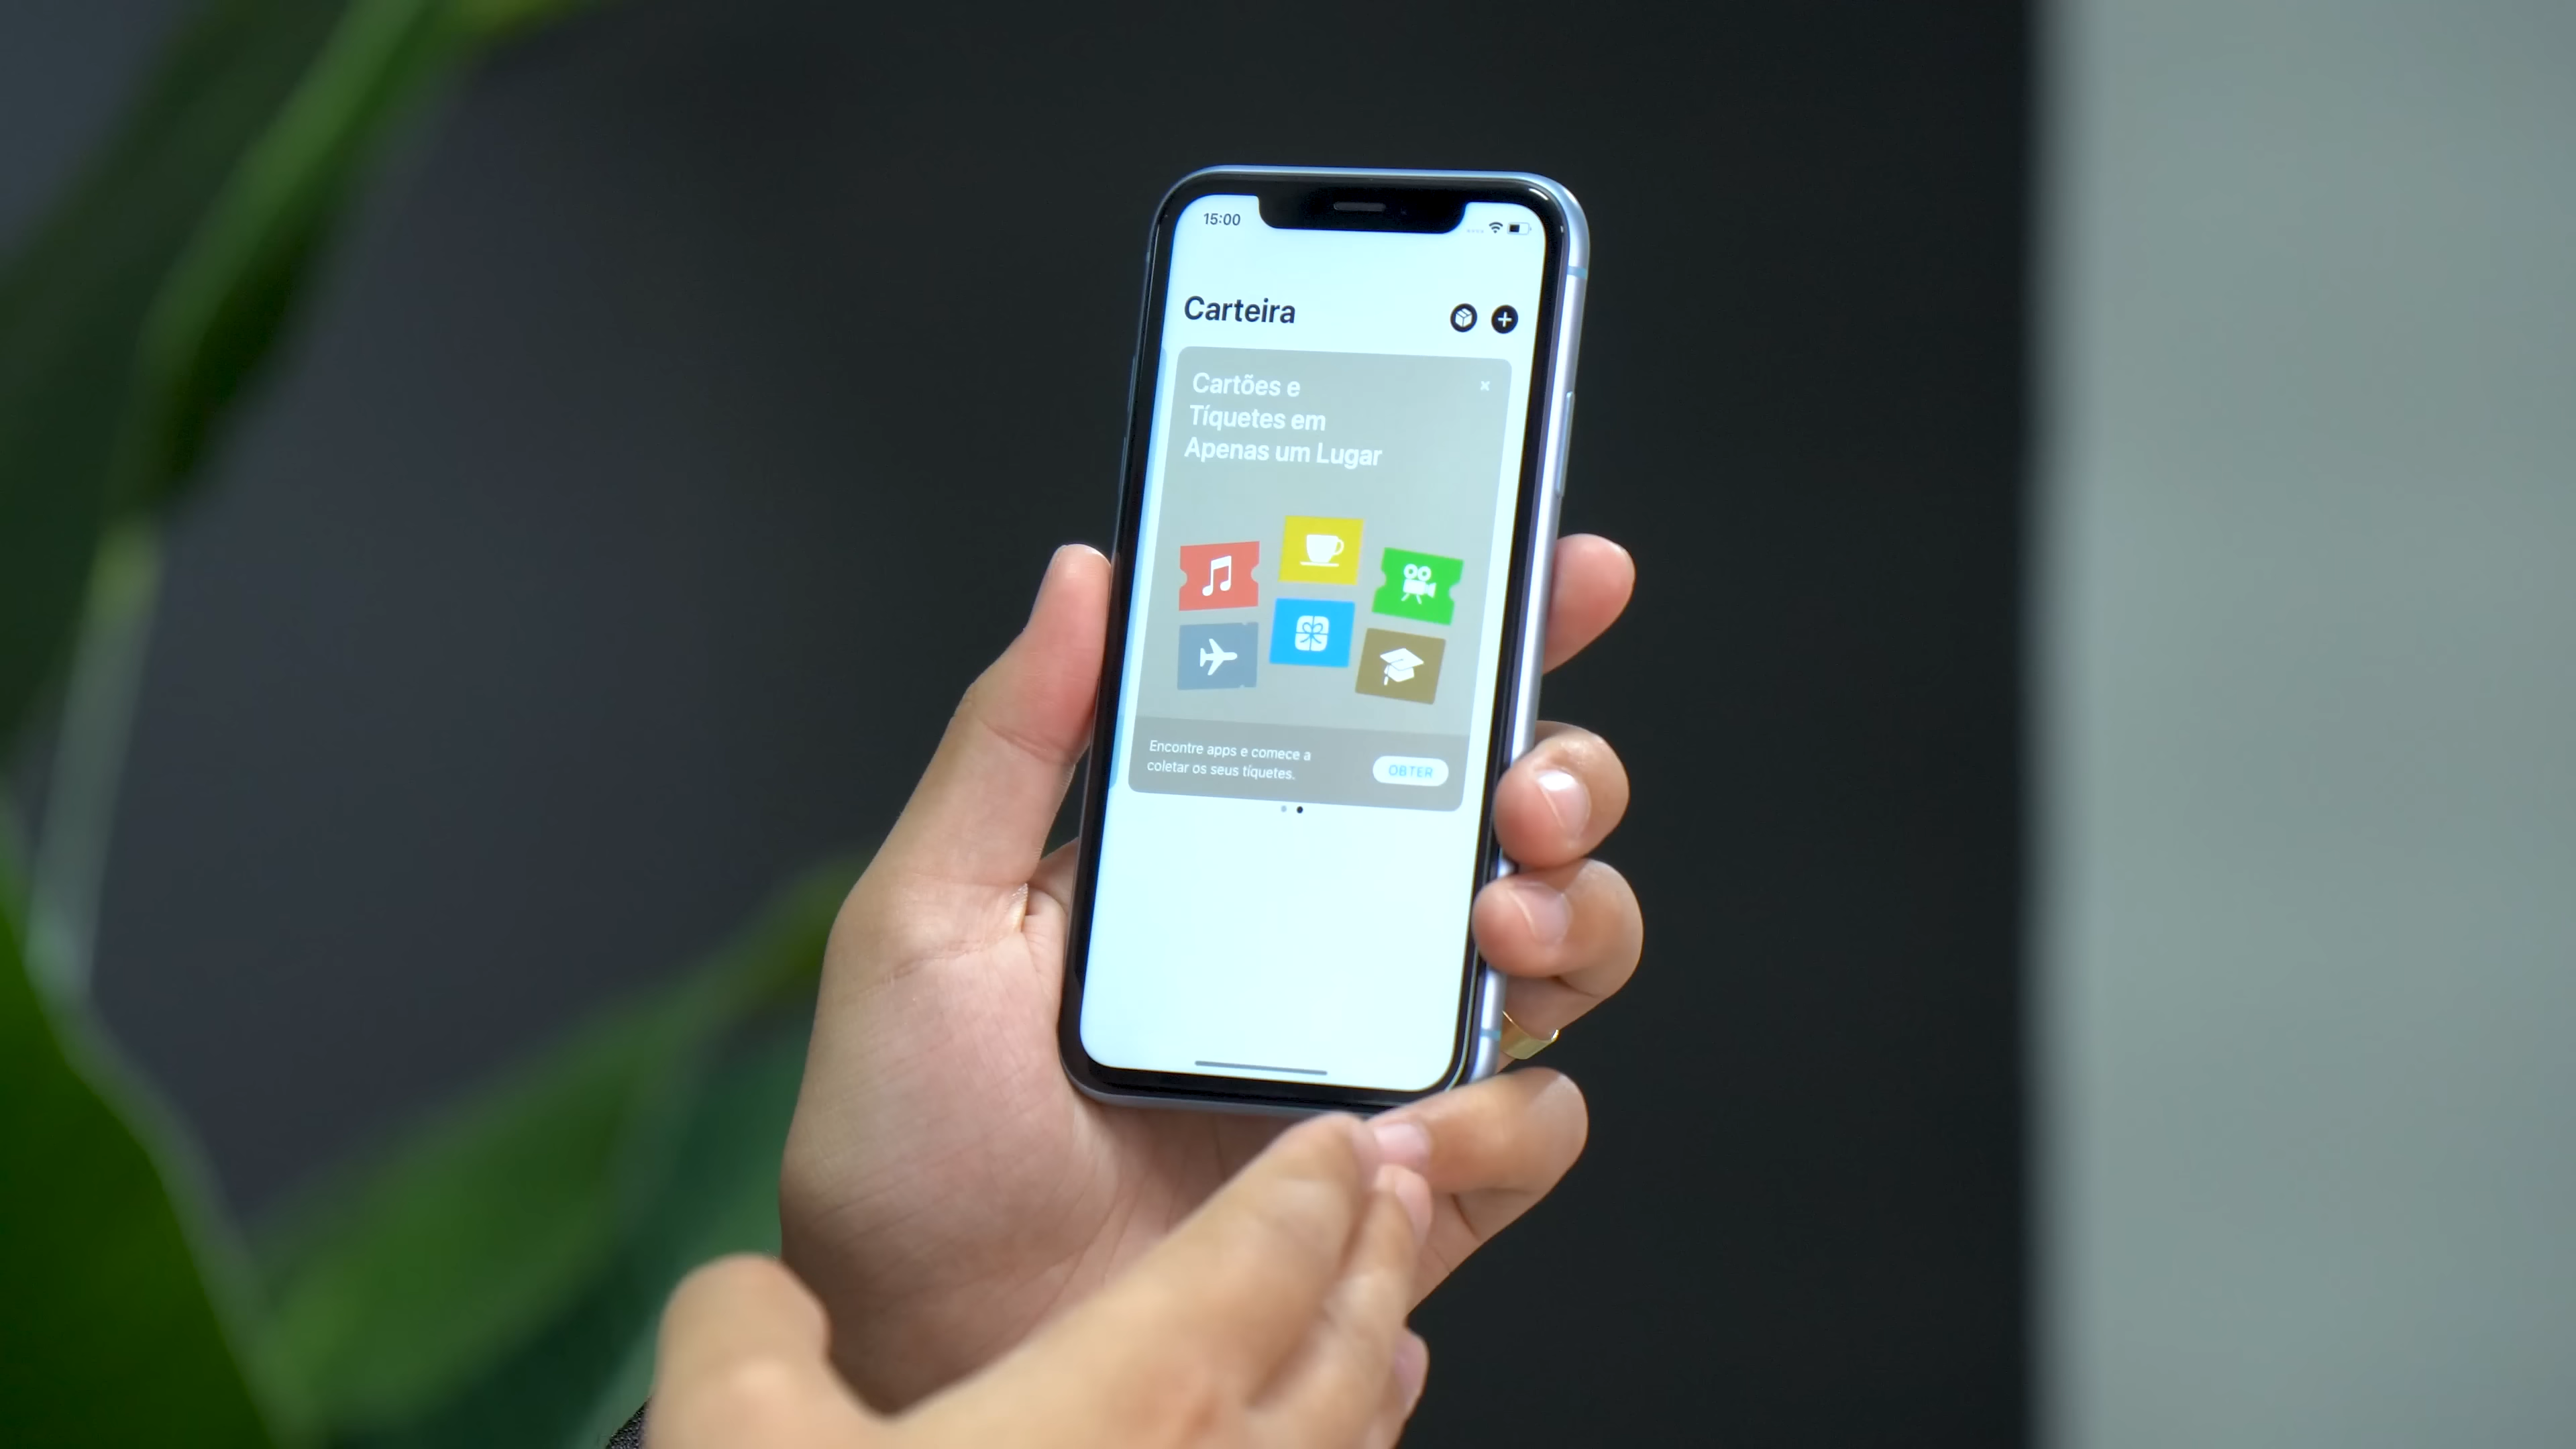 15:00
Carteira
Cartões e
Tíquetes em
Apenas um Lugar
Encontre apps e comece a
coletar os seus tíquetes.
OBTER